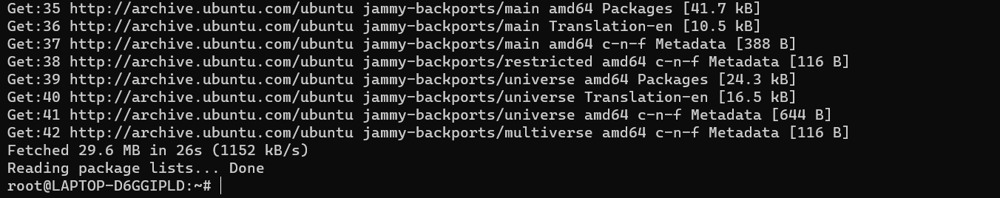 Get:35 http://archive.ubuntu.com/ubuntu jammy-backports/main amd64 Packages [41.7 kB]
Get:36 http://archive.ubuntu.com/ubuntu jammy-backports/main Translation-en [10.5 kB]
Get:37 http://archive.ubuntu.com/ubuntu jammy-backports/main amd64 c-n-f Metadata [388 B]
Get:38 http://archive.ubuntu.com/ubuntu jammy-backports/restricted amd64 c-n-f Metadata [116 B]
Get:39 http://archive.ubuntu.com/ubuntu jammy-backports/universe amd64 Packages [24.3 kB]
Get:40 http://archive.ubuntu.com/ubuntu jammy-backports/universe Translation-en [16.5 kB]
Get:41 http://archive.ubuntu.com/ubuntu jammy-backports/universe amd64 c-n-f Metadata [644 B]
Get:42 http://archive.ubuntu.com/ubuntu jammy-backports/multiverse amd64 c-n-f Metadata [116 B]
Fetched 29.6 MB in 26s (1152 kB/s)
Reading package lists... Done
root@LAPTOP-D6GGIPLD:~#